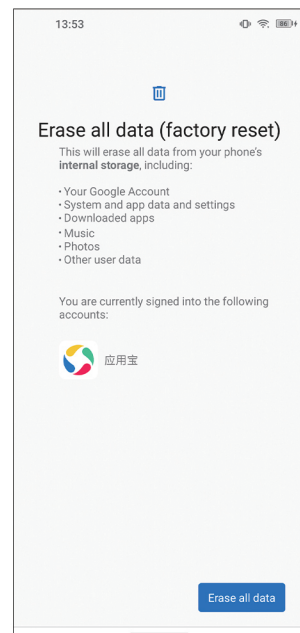 13:53
86
Erase all data (factory reset)
This will erase all data from your phone's
internal storage, including:
• Your Google Account
• System and app data and settings
• Downloaded apps
• Music
• Photos
• Other user data
You are currently signed into the following
accounts:
应用宝
Erase all data